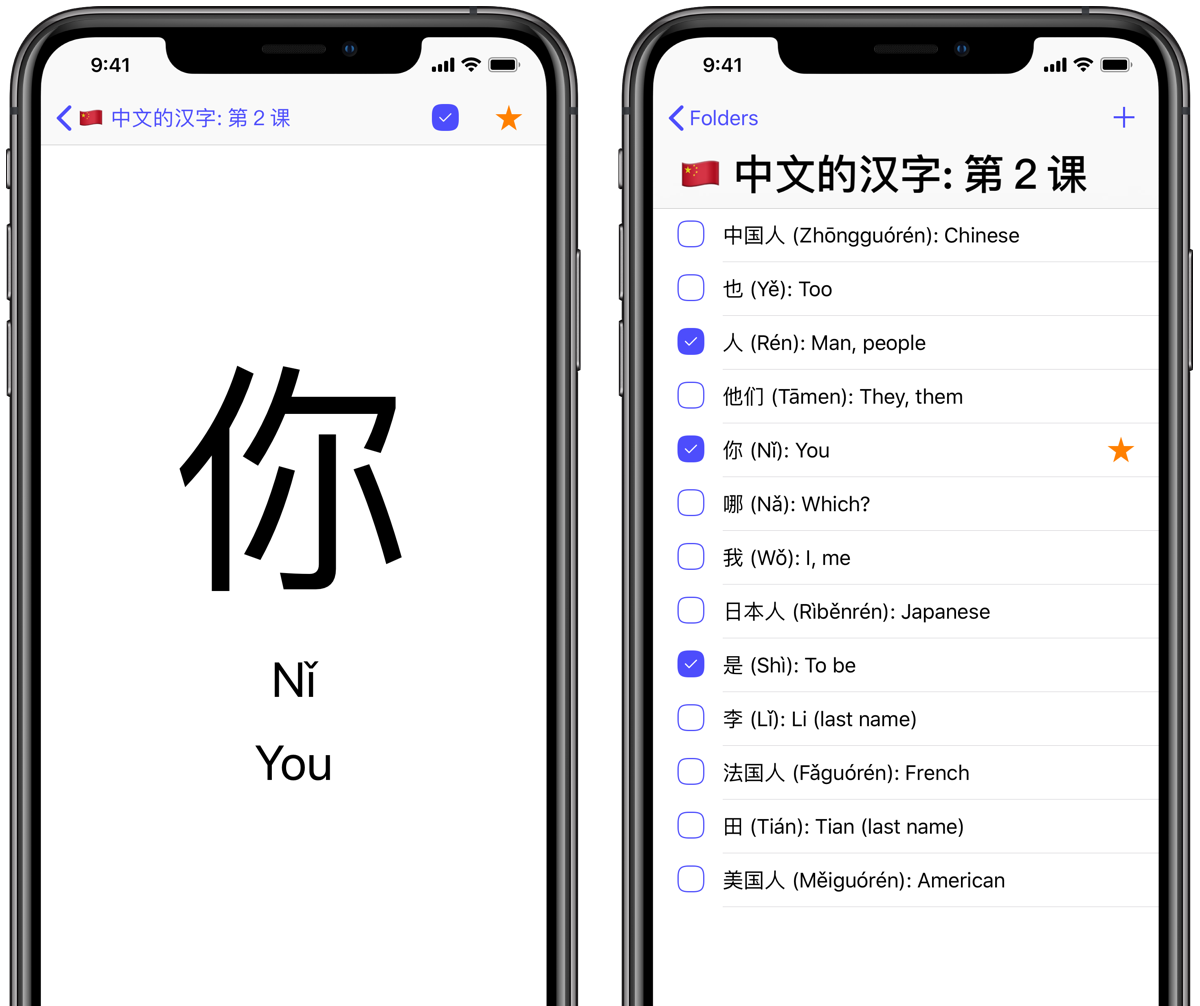 9:41
🇨🇳 中文的汉字: 第 2 课
你
Nǐ
You
9:41
Folders
🇨🇳 中文的汉字: 第 2 课
中国人 (Zhōngguórén): Chinese
也 (Yě): Too
人 (Rén): Man, people
他们 (Tāmen): They, them
你 (Nǐ): You
哪 (Nǎ): Which?
我 (Wǒ): I, me
日本人 (Rìběnrén): Japanese
是 (Shì): To be
李 (Lǐ): Li (last name)
法国人 (Fǎguórén): French
田 (Tián): Tian (last name)
美国人 (Měiguórén): American